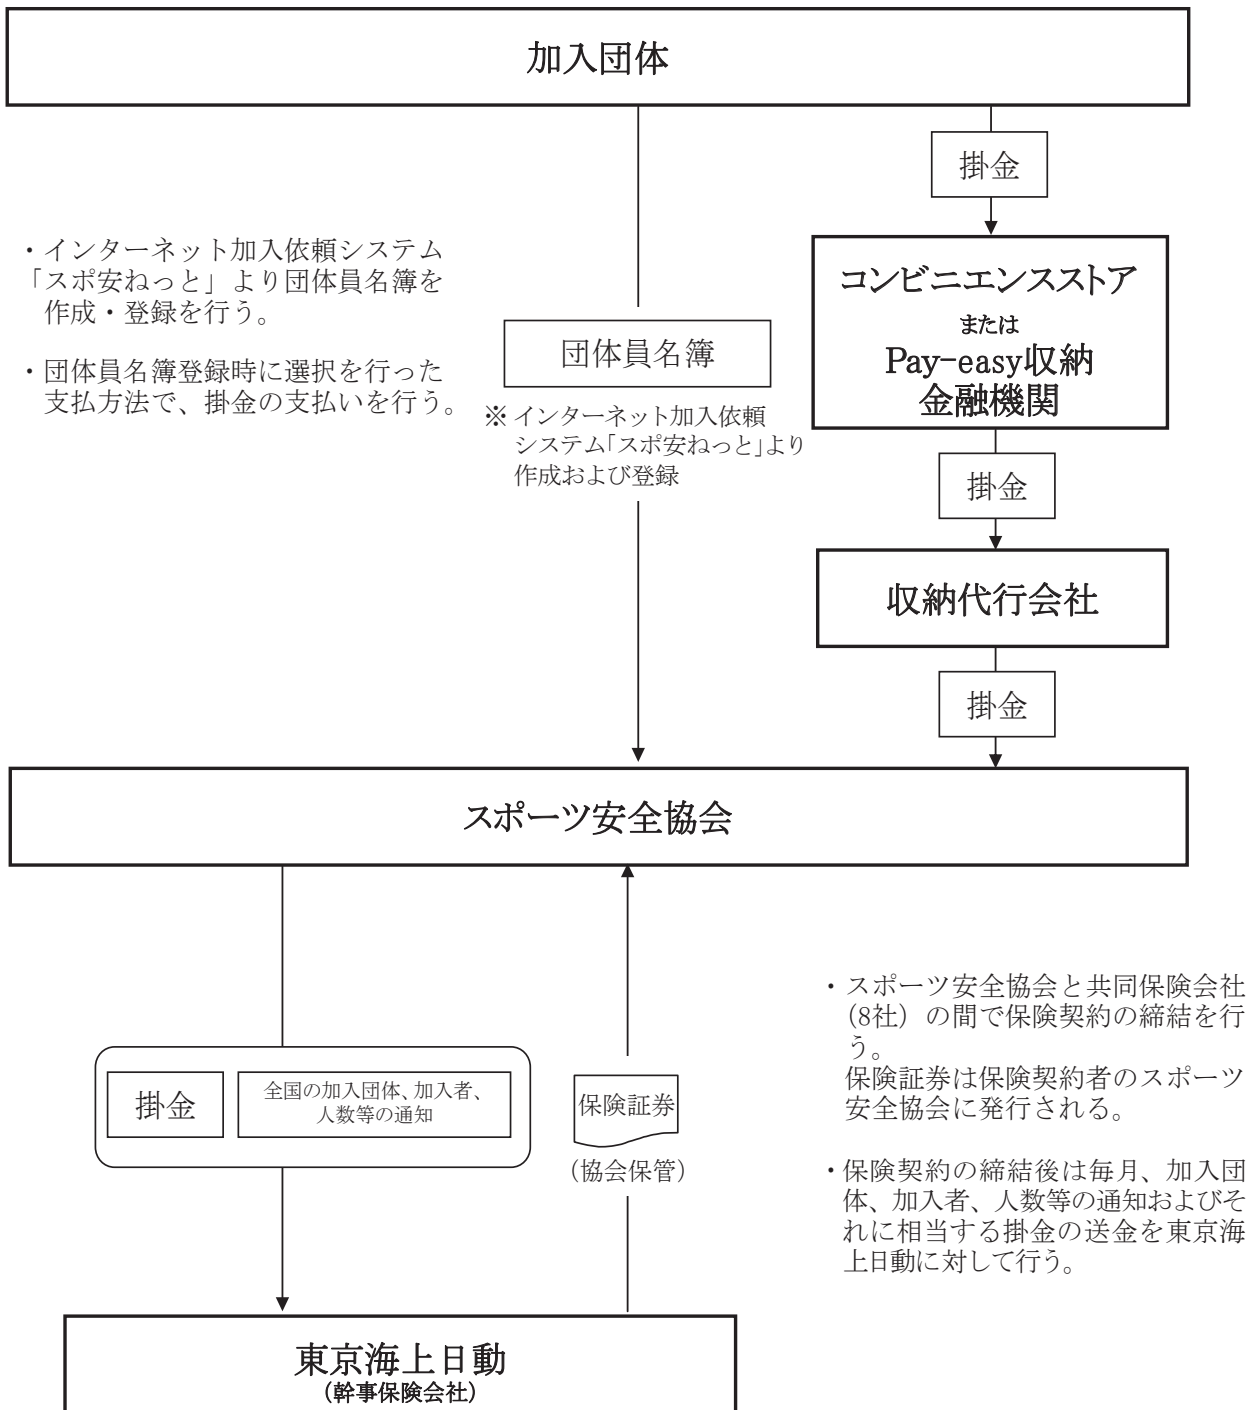 加入団体
掛金
・インターネット加入依頼システム
「スポ安ねっと」より団体員名簿を
作成・登録を行う。
・団体員名簿登録時に選択を行った
支払方法で、掛金の支払いを行う。
団体員名簿
※インターネット加入依頼
システム「スポ安ねっと」より
作成および登録
コンビニエンスストア
または
Pay-easy収納
金融機関
掛金
収納代行会社
掛金
スポーツ安全協会
掛金
全国の加入団体、加入者、
人数等の通知
保険証券
(協会保管)
・スポーツ安全協会と共同保険会社
(8社)の間で保険契約の締結を行
う。
保険証券は保険契約者のスポーツ
安全協会に発行される。
・保険契約の締結後は毎月、加入団
体、加入者、人数等の通知およびそ
れに相当する掛金の送金を東京海
上日動に対して行う。
東京海上日動
(幹事保険会社)